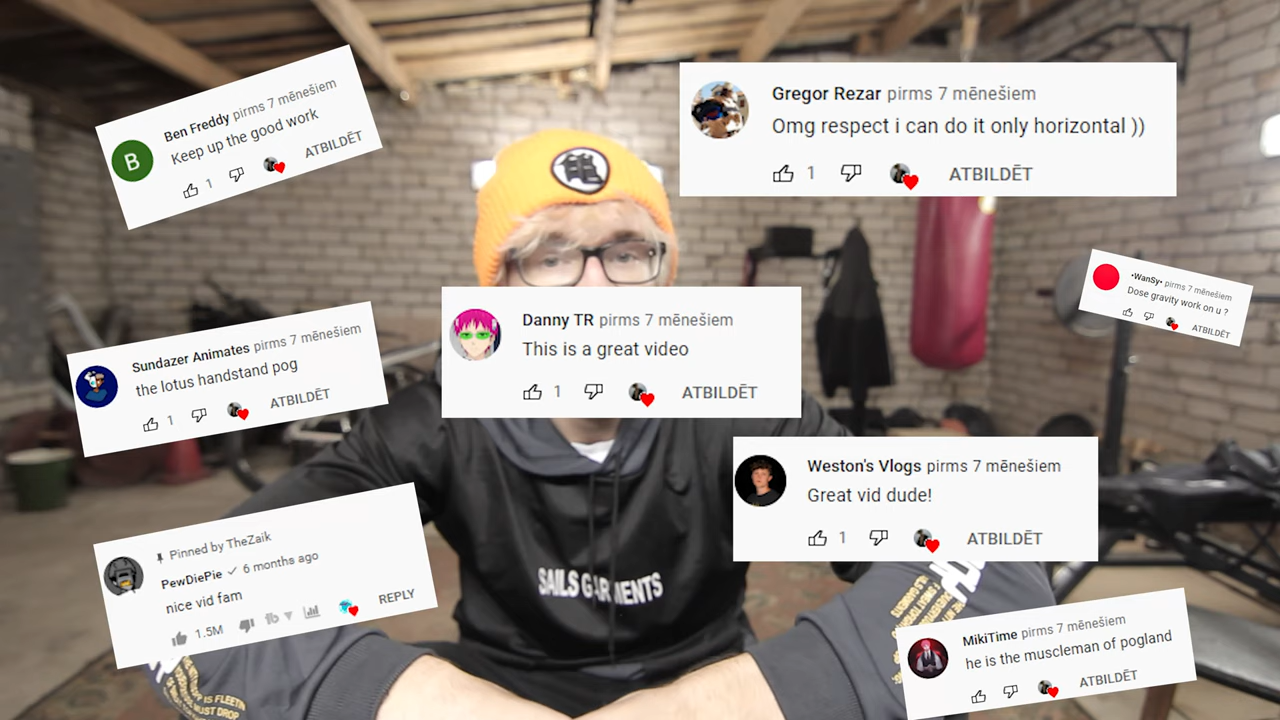 Ben Freddy pirms 7 mēnešiem
Keep up the good work
1 ATBILDĒT
B
Gregor Rezar pirms 7 mēnešiem
Omg respect i can do it only horizontal ))
1 ATBILDĒT
•WanSy• pirms 7 mēnešiem
Dose gravity work on u ?
ATBILDĒT
Sundazer Animates pirms 7 mēnešiem
the lotus handstand pog
1 ATBILDĒT
Danny TR pirms 7 mēnešiem
This is a great video
1 ATBILDĒT
Weston's Vlogs pirms 7 mēnešiem
Great vid dude!
1 ATBILDĒT
Pinned by TheZaik
PewDiePie 6 months ago
nice vid fam
1.5M REPLY
MikiTime pirms 7 mēnešiem
he is the muscleman of pogland
ATBILDĒT
SAILS GARMENTS
IS FLEETIN
MUST DROP